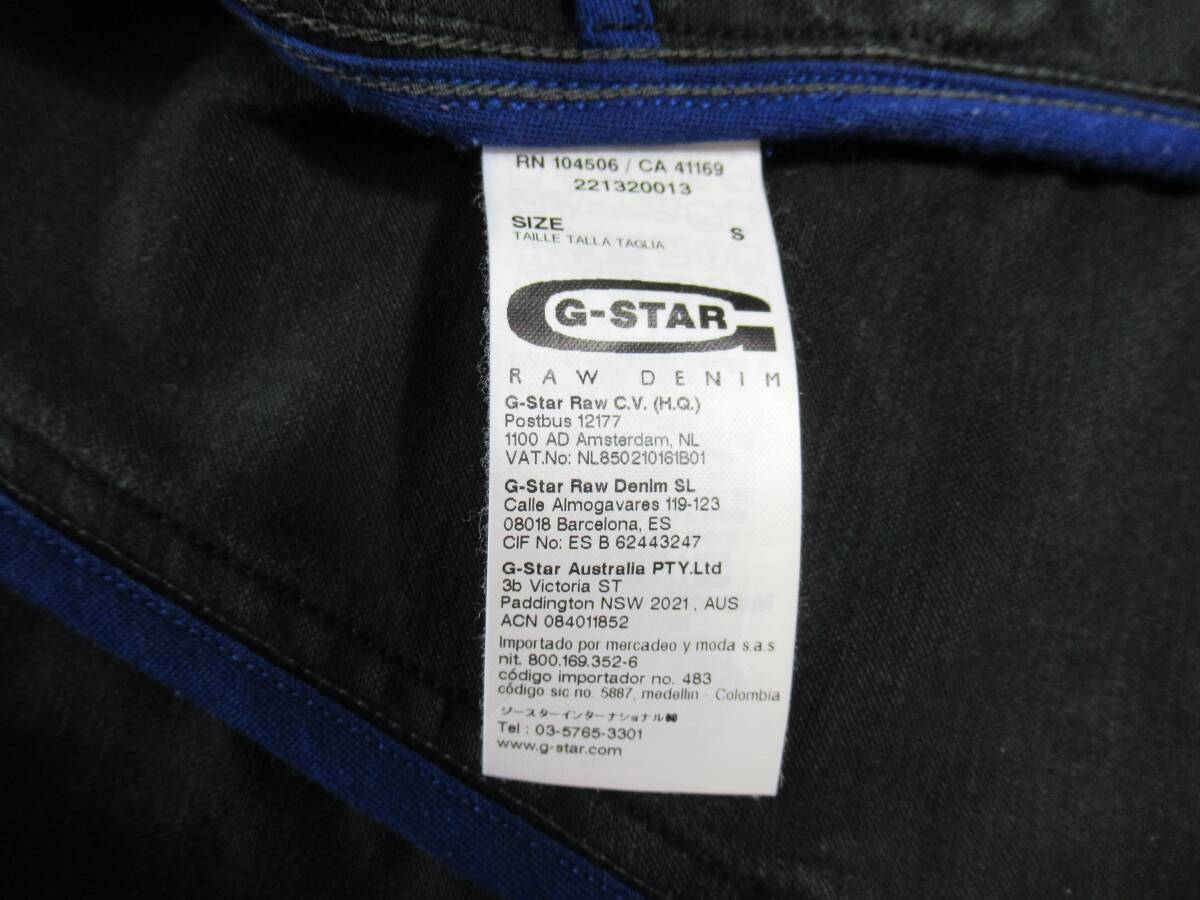 RN 104506 / CA 41169
221320013
SIZE
TAILLE TALLA TAGLIA
S
G-STAR
RAW DENIM
G-Star Raw C.V. (H.Q.)
Postbus 12177
1100 AD Amsterdam, NL
VAT.No: NL850210161B01
G-Star Raw Denim SL
Calle Almogavares 119-123
08018 Barcelona, ES
CIF No: ES B 62443247
G-Star Australia PTY.Ltd
3b Victoria ST
Paddington NSW 2021, AUS
ACN 084011852
Importado por mercadeo y moda s.a.s
nit. 800.169.352-6
código importador no. 483
código sic no. 5887, medellin - Colombia
ジースターインターナショナル㈱
Tel : 03-5765-3301
www.g-star.com